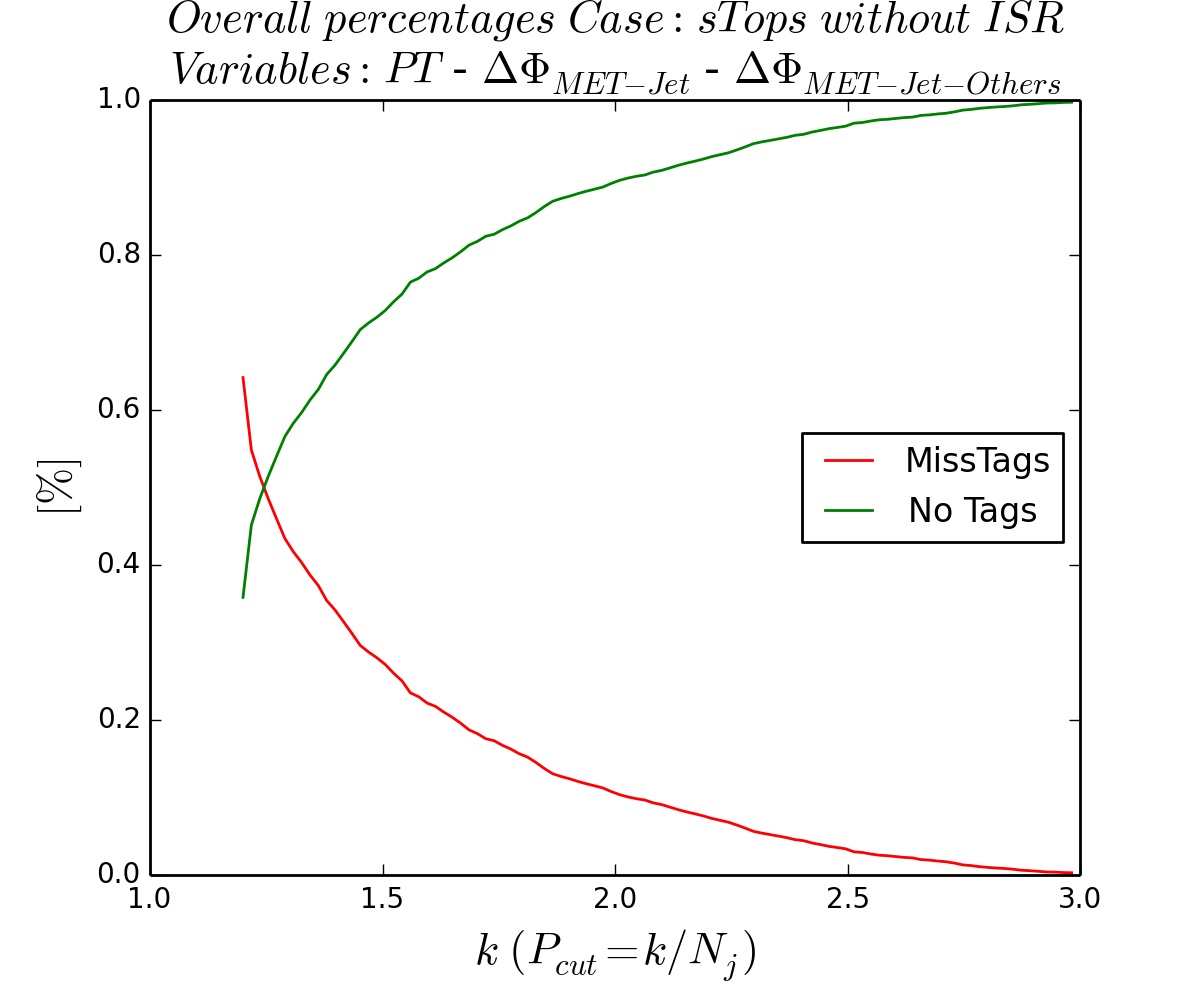 Overall percentages Case: sTops without ISR
Variables: PT - ΔΦ_{MET-Jet} - ΔΦ_{MET-Jet-Others}
1.0
0.8
0.6
0.4
0.2
0.0
[%]
MissTags
No Tags
1.0 1.5 2.0 2.5 3.0
k (P_{cut}=k/N_j)